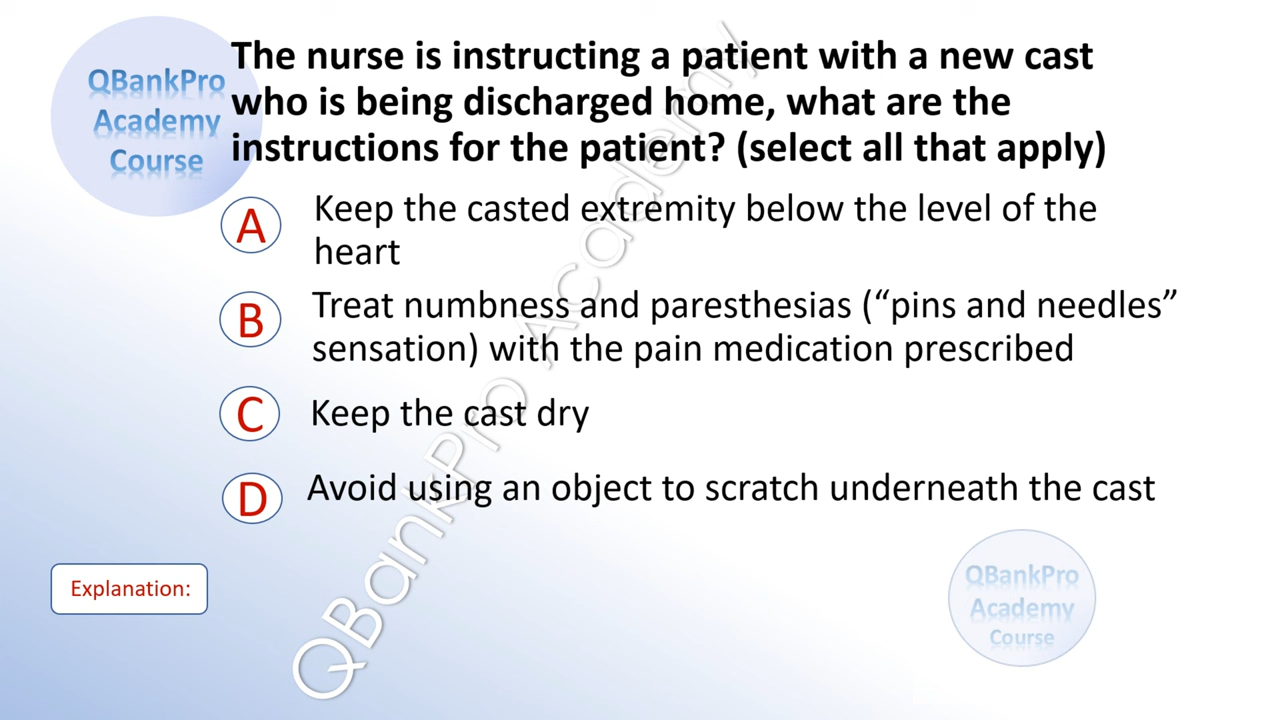 QBankPro
Academy
Course
The nurse is instructing a patient with a new cast
who is being discharged home, what are the
instructions for the patient? (select all that apply)
A
Keep the casted extremity below the level of the
heart
B
Treat numbness and paresthesias (“pins and needles”
sensation) with the pain medication prescribed
C
Keep the cast dry
D
Avoid using an object to scratch underneath the cast
Explanation:
QBankPro Academy
QBankPro
Academy
Course